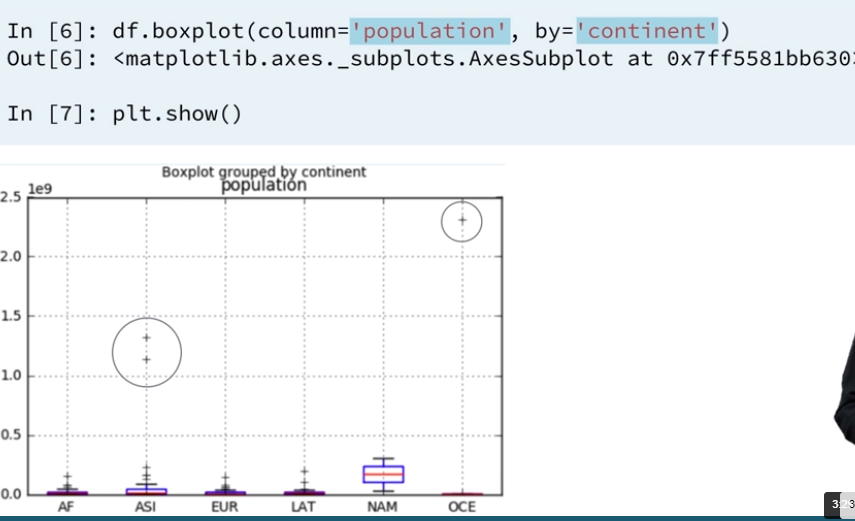 In [6]: df.boxplot(column='population', by='continent')
Out[6]: <matplotlib.axes._subplots.AxesSubplot at 0x7ff5581bb630>
In [7]: plt.show()
Boxplot grouped by continent
population
1e9
2.5
2.0
1.5
1.0
0.5
0.0
AF ASI EUR LAT NAM OCE